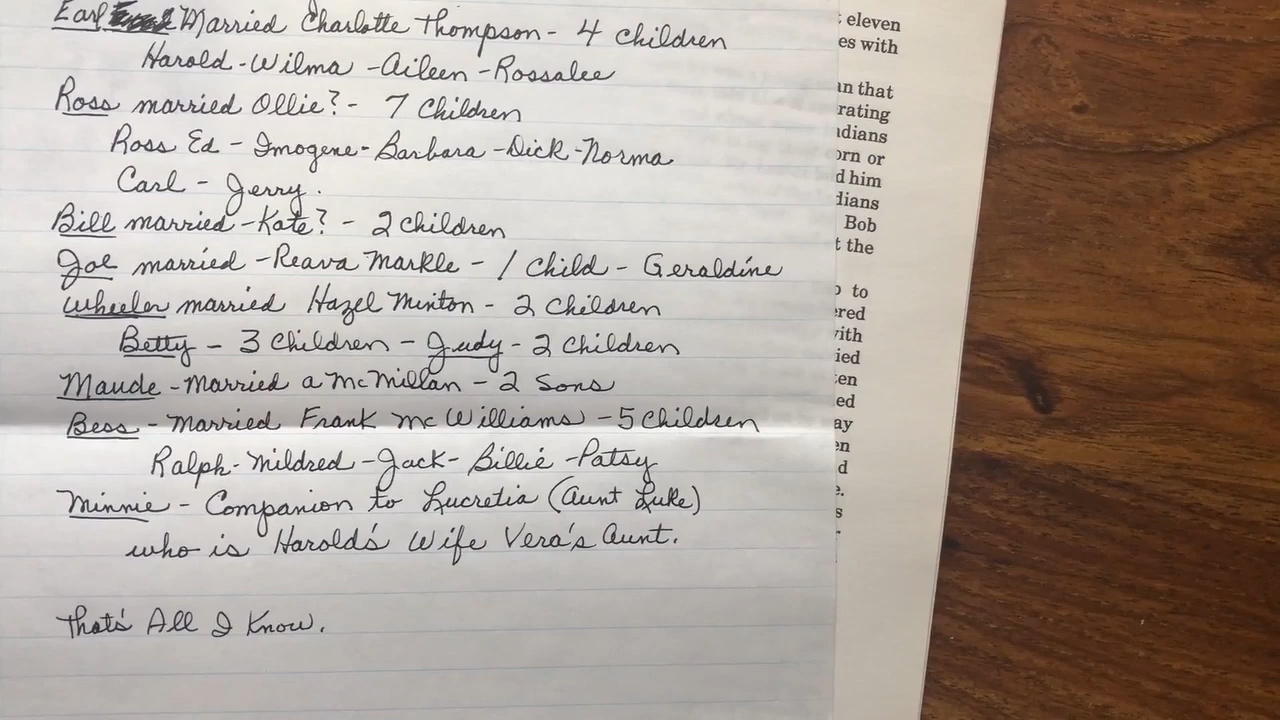 Earl Married Charlotte Thompson - 4 Children
Harold - Wilma - Aileen - Rossalee
Ross married Ollie? - 7 Children
Ross Ed - Imogene - Barbara - Dick - Norma
Carl - Jerry.
Bill married - Kate? - 2 Children
Joe married - Reava Markle - 1 Child - Geraldine
Wheeler married Hazel Minton - 2 Children
Betty - 3 Children - Judy - 2 Children
Maude - Married a McMillan - 2 Sons
Bess - Married Frank McWilliams - 5 Children
Ralph - Mildred - Jack - Billie - Patsy
Minnie - Companion to Lucretia (Aunt Luke)
who is Harold's Wife Vera's Aunt.
That's All I Know.
eleven
es with
that
rating
dians
orn or
d him
dians
Bob
t the
to
ered
with
ied
en
ed
ay
en
d
e.
s